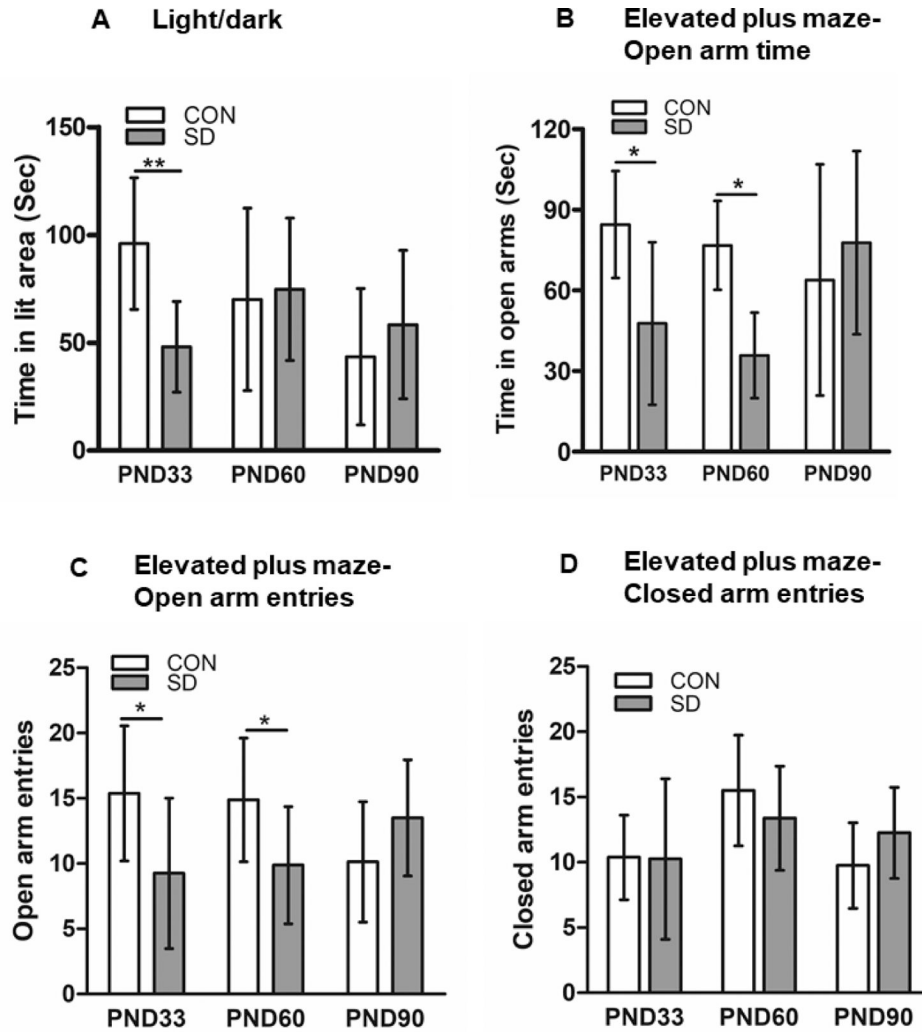 A Light/dark
CON
SD
150
100
50
0
Time in lit area (Sec)
**
PND33 PND60 PND90
B Elevated plus maze-
Open arm time
CON
SD
120
90
60
30
0
Time in open arms (Sec)
*
*
PND33 PND60 PND90
C Elevated plus maze-
Open arm entries
CON
SD
25
20
15
10
5
0
Open arm entries
*
*
PND33 PND60 PND90
D Elevated plus maze-
Closed arm entries
CON
SD
25
20
15
10
5
0
Closed arm entries
PND33 PND60 PND90